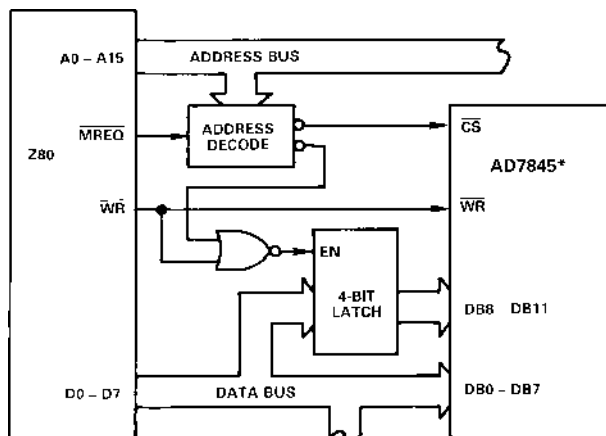 A0 – A15
ADDRESS BUS
MREQ
ADDRESS
DECODE
CS
Z80
AD7845*
WR
WR
EN
4-BIT
LATCH
DB8 DB11
D0 – D7
DATA BUS
DB0 – DB7